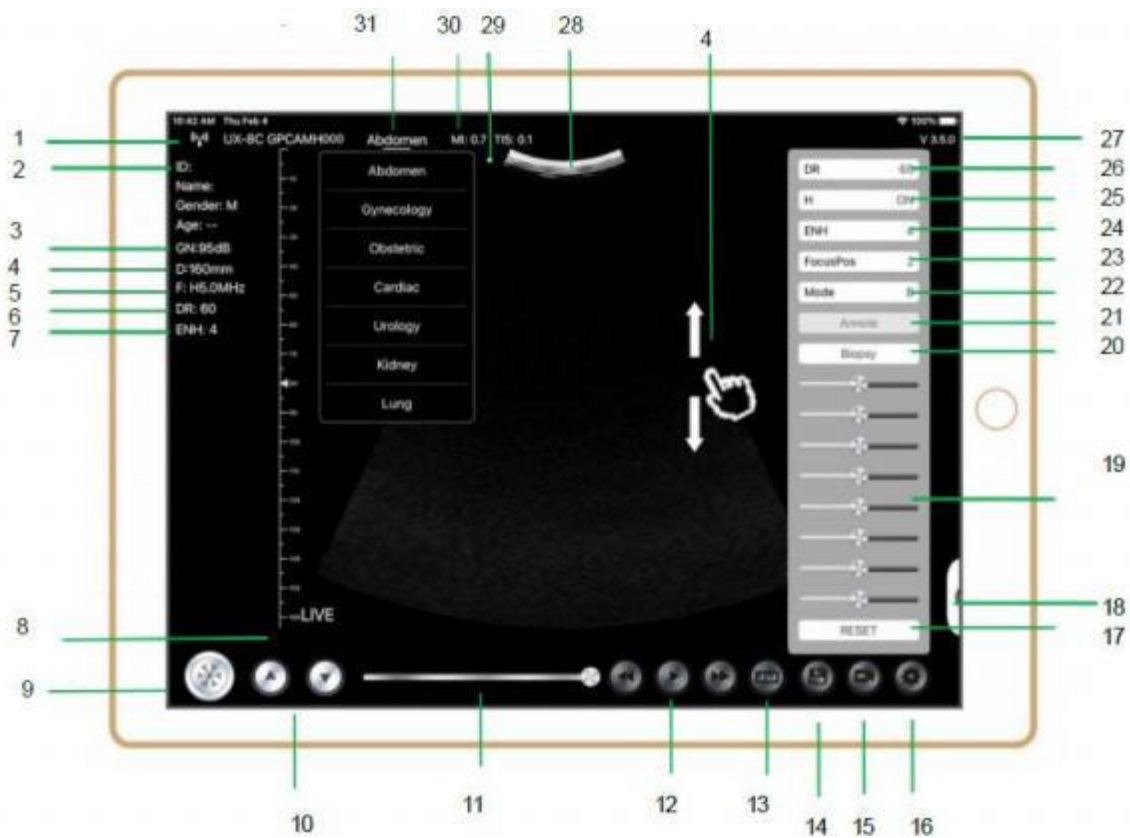 31 30 29 28 4
10:42 AM Thu Feb 4 100%
1 UX-8C GPCAMH000 Abdomen MI: 0.7 TIS: 0.1 V 3.5.0 27
2 ID: Abdomen DR 60 26
Name:
Gender: M Gynecology H ON 25
Age: --
3 GN:95dB Obstetric ENH 4 24
4 D:160mm FocusPos 2 23
5 F: H5.0MHz Cardiac Mode B 22
6 DR: 60
7 ENH: 4 Urology Annote 21
Kidney Biopsy 20
Lung
19
LIVE
8 18
RESET 17
9
10 11 12 13 14 15 16